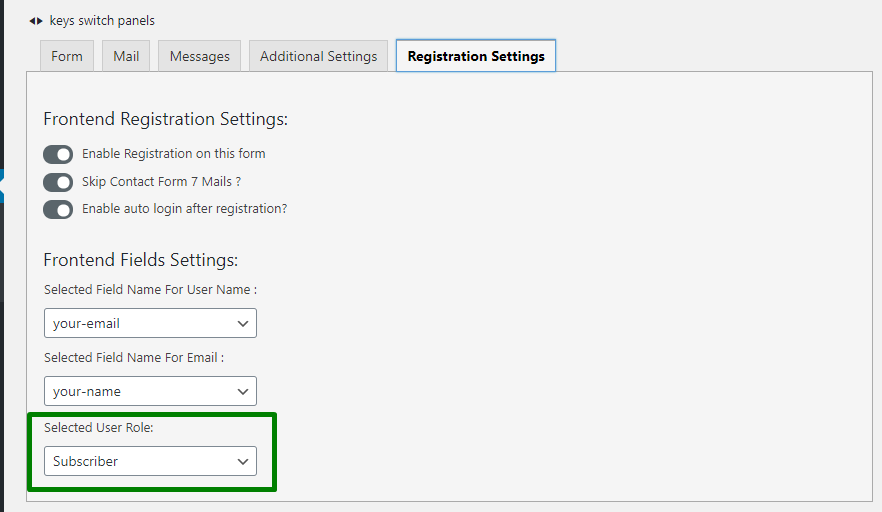 ◂▸ keys switch panels
Form Mail Messages Additional Settings Registration Settings
Frontend Registration Settings:
Enable Registration on this form
Skip Contact Form 7 Mails ?
Enable auto login after registration?
Frontend Fields Settings:
Selected Field Name For User Name :
your-email
Selected Field Name For Email :
your-name
Selected User Role:
Subscriber